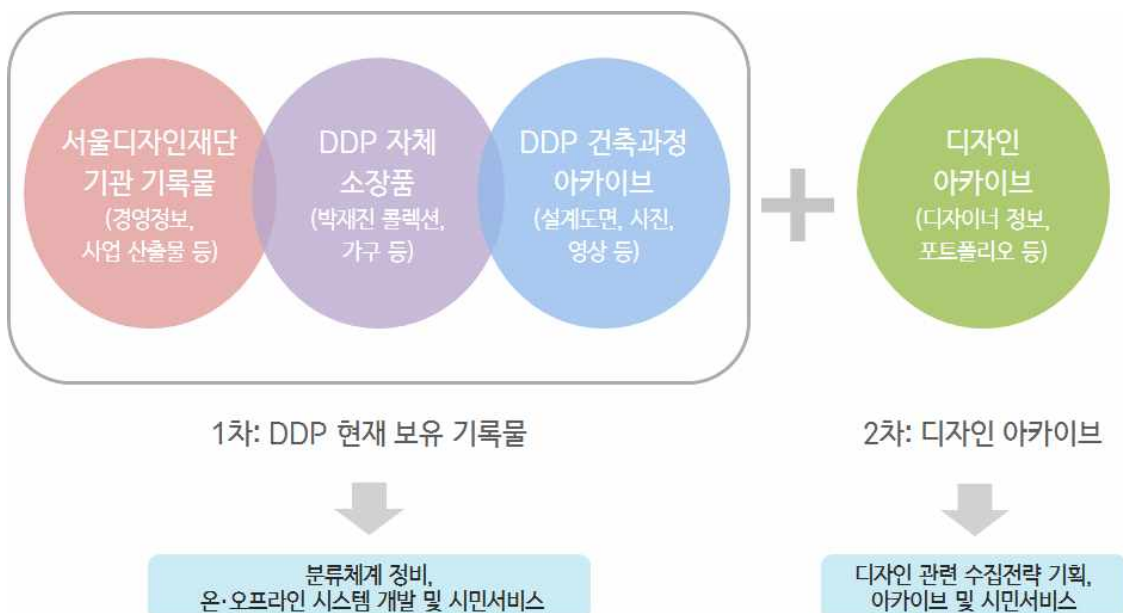 서울디자인재단
기관 기록물
(경영정보,
사업 산출물 등)
DDP 자체
소장품
(박재진 콜렉션,
가구 등)
DDP 건축과정
아카이브
(설계도면, 사진,
영상 등)
디자인
아카이브
(디자이너 정보,
포트폴리오 등)
1차: DDP 현재 보유 기록물
2차: 디자인 아카이브
분류체계 정비,
온·오프라인 시스템 개발 및 시민서비스
디자인 관련 수집전략 기획,
아카이브 및 시민서비스